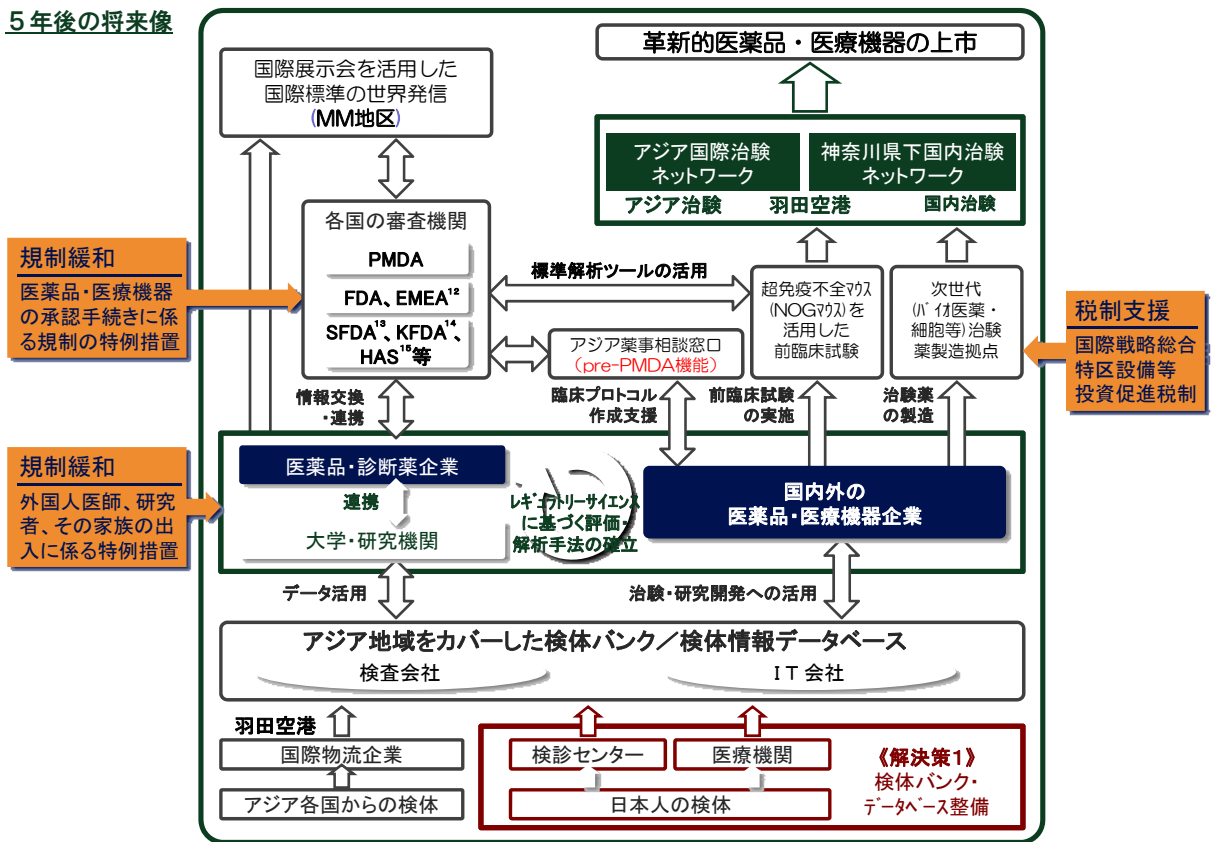 ５年後の将来像
革新的医薬品・医療機器の上市
国際展示会を活用した
国際標準の世界発信
(MM地区)
アジア国際治験
ネットワーク
神奈川県下国内治験
ネットワーク
アジア治験
羽田空港
国内治験
各国の審査機関
PMDA
FDA、EMEA¹²
SFDA¹³、KFDA¹⁴、
HAS¹⁵等
規制緩和
医薬品・医療機器
の承認手続きに係
る規制の特例措置
標準解析ツールの活用
超免疫不全ﾏｳｽ
(NOGﾏｳｽ)を
活用した
前臨床試験
次世代
(ﾊﾞｲｵ医薬・
細胞等)治験
薬製造拠点
税制支援
国際戦略総合
特区設備等
投資促進税制
アジア薬事相談窓口
(pre-PMDA機能)
情報交換
・連携
臨床プロトコル
作成支援
前臨床試験
の実施
治験薬
の製造
規制緩和
外国人医師、研究
者、その家族の出
入に係る特例措置
医薬品・診断薬企業
連携
大学・研究機関
ﾚｷﾞｭﾗﾄﾘｰサイエンス
に基づく評価・
解析手法の確立
国内外の
医薬品・医療機器企業
データ活用
治験・研究開発への活用
アジア地域をカバーした検体バンク／検体情報データベース
検査会社
ＩＴ会社
羽田空港
国際物流企業
アジア各国からの検体
検診センター
医療機関
日本人の検体
《解決策1》
検体バンク・
ﾃﾞｰﾀﾍﾞｰｽ整備